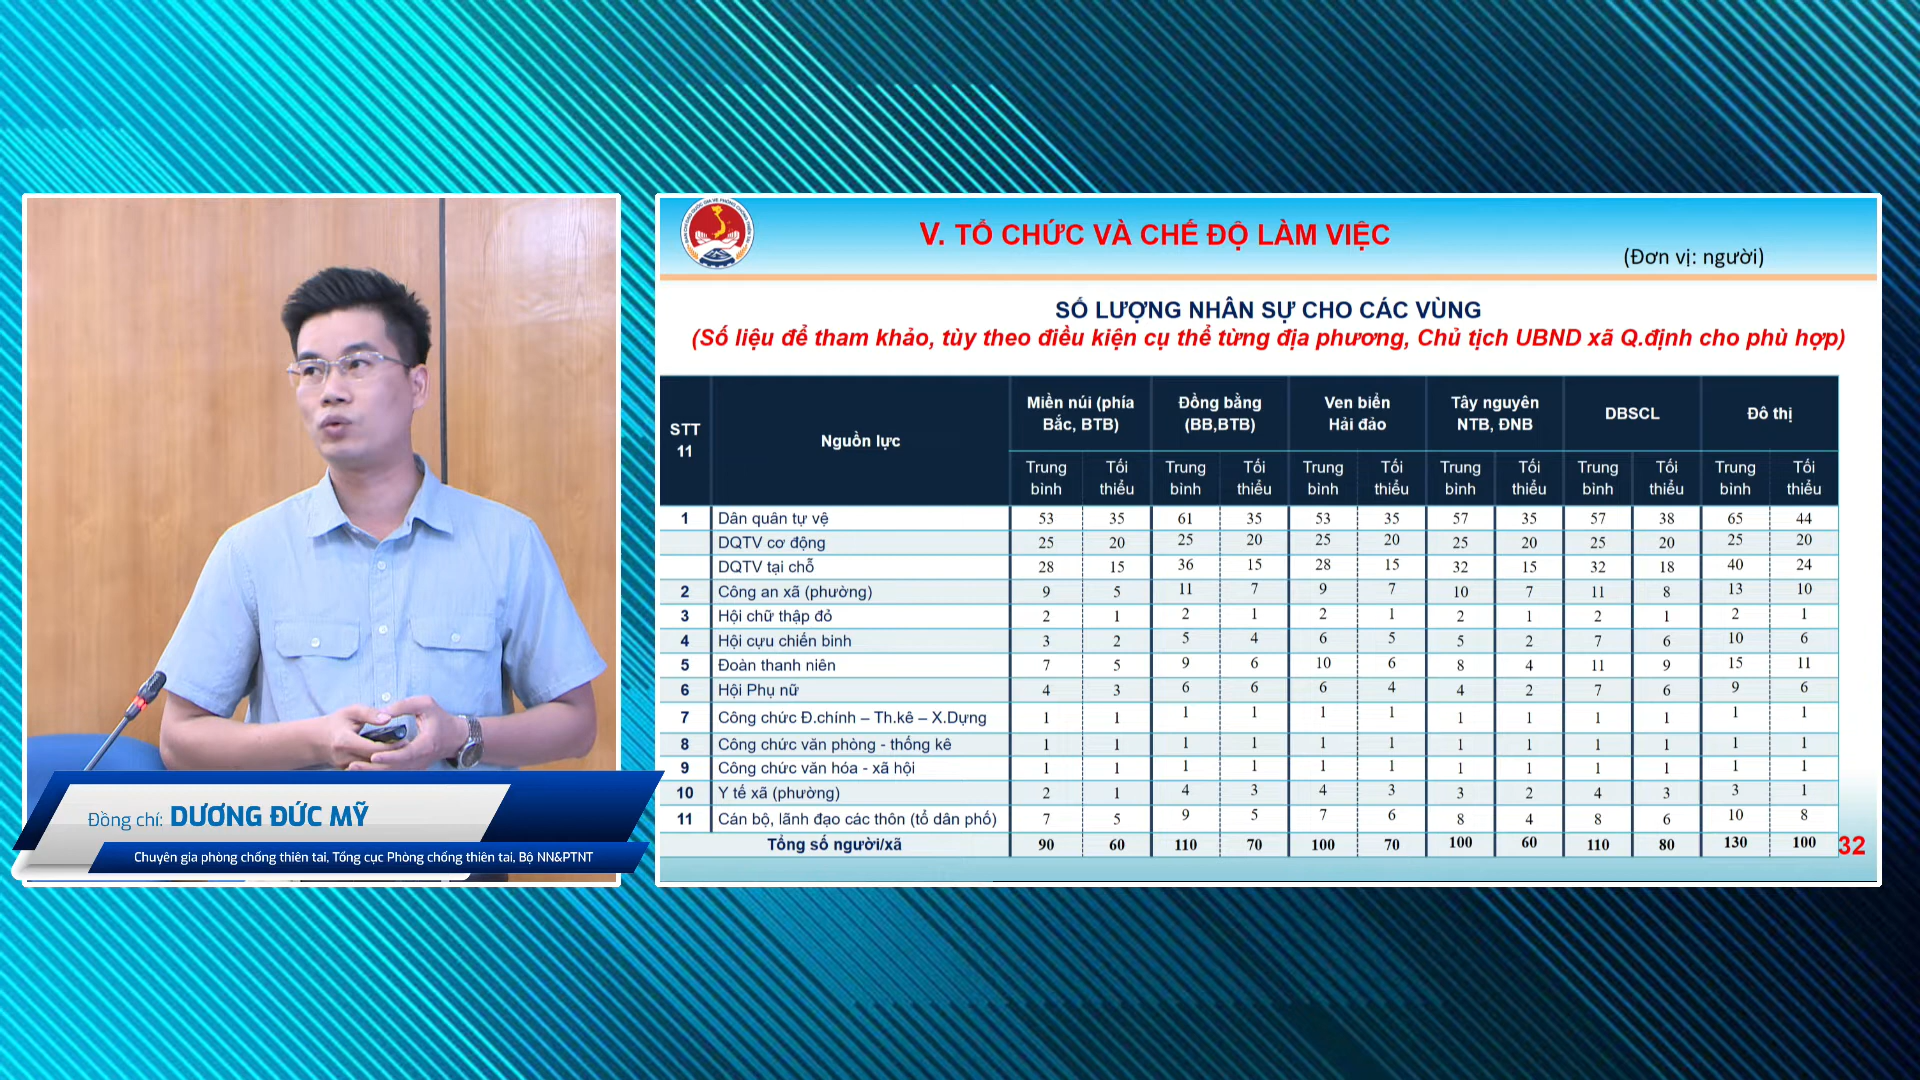 V. TỔ CHỨC VÀ CHẾ ĐỘ LÀM VIỆC
(Đơn vị: người)
SỐ LƯỢNG NHÂN SỰ CHO CÁC VÙNG
(Số liệu để tham khảo, tùy theo điều kiện cụ thể từng địa phương, Chủ tịch UBND xã Q.định cho phù hợp)
STT 11 Nguồn lực Miền núi (phía Bắc, BTB) Đồng bằng (BB,BTB) Ven biển Hải đảo Tây nguyên NTB, ĐNB DBSCL Đô thị
Trung bình Tối thiểu Trung bình Tối thiểu Trung bình Tối thiểu Trung bình Tối thiểu Trung bình Tối thiểu Trung bình Tối thiểu
1 Dân quân tự vệ 53 35 61 35 53 35 57 35 57 38 65 44
DQTV cơ động 25 20 25 20 25 20 25 20 25 20 25 20
DQTV tại chỗ 28 15 36 15 28 15 32 15 32 18 40 24
2 Công an xã (phường) 9 5 11 7 9 7 10 7 11 8 13 10
3 Hội chữ thập đỏ 2 1 2 1 2 1 2 1 2 1 2 1
4 Hội cựu chiến binh 3 2 5 4 6 5 5 2 7 6 10 6
5 Đoàn thanh niên 7 5 9 6 10 6 8 4 11 9 15 11
6 Hội Phụ nữ 4 3 6 6 6 4 4 2 7 6 9 6
7 Công chức Đ.chính – Th.kê – X.Dựng 1 1 1 1 1 1 1 1 1 1 1 1
8 Công chức văn phòng - thống kê 1 1 1 1 1 1 1 1 1 1 1 1
9 Công chức văn hóa - xã hội 1 1 1 1 1 1 1 1 1 1 1 1
10 Y tế xã (phường) 2 1 4 3 4 3 3 2 4 3 3 1
11 Cán bộ, lãnh đạo các thôn (tổ dân phố) 7 5 9 5 7 6 8 4 8 6 10 8
Tổng số người/xã 90 60 110 70 100 70 100 60 110 80 130 100
32
Đồng chí: DƯƠNG ĐỨC MỸ
Chuyên gia phòng chống thiên tai, Tổng cục Phòng chống thiên tai, Bộ NN&PTNT